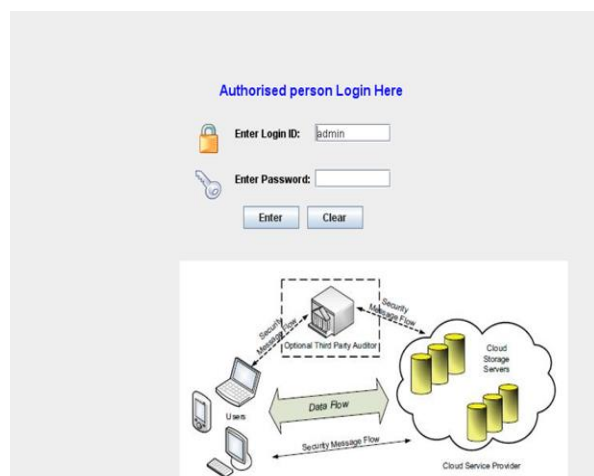 Authorised person Login Here
Enter Login ID: admin
Enter Password:
Enter Clear
Security Message Flow
Security Message Flow
Optional Third Party Auditor
Cloud Storage Servers
Users
Data Flow
Security Message Flow
Cloud Service Provider